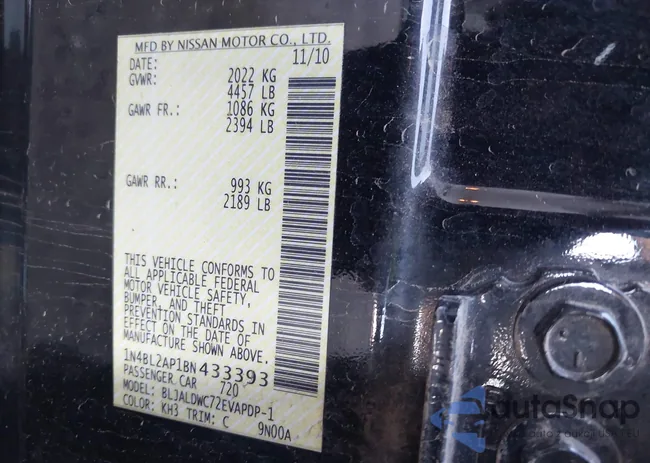 MFD BY NISSAN MOTOR CO., LTD.
DATE: 11/10
GVWR: 2022 KG
4457 LB
GAWR FR.: 1086 KG
2394 LB
GAWR RR.: 993 KG
2189 LB
THIS VEHICLE CONFORMS TO
ALL APPLICABLE FEDERAL
MOTOR VEHICLE SAFETY,
BUMPER, AND THEFT
PREVENTION STANDARDS IN
EFFECT ON THE DATE OF
MANUFACTURE SHOWN ABOVE.
1N4BL2AP1BN 433393
PASSENGER CAR 720
MODEL: BL3ALDWC72EVAPDP-1
COLOR: KH3 TRIM: C 9N00A
autaSnap